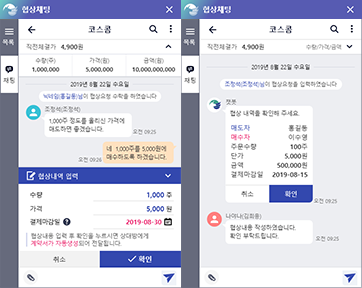 협상채팅
목록
채팅
코스콤
직전체결가 4,900원
수량(주) 가격(원) 금액(원)
1,000,000 5,000 10,000,000,000
2019년 8월 22일 수요일
님이 협상요청 수락을 하셨습니다
조정석(조정석)
1,000주 정도를 올리신 가격에
매도하면 좋겠습니다.
오전 09:25
네 1,000주를 5,000원에
매수하도록 하겠습니다.
오전 09:26
협상내역 입력
수량 1,000 주
가격 5,000 원
결제마감일 ? 2019-08-30
협상내용 입력 후 확인을 누르시면 상대방에게
계약서가 자동생성되어 전달됩니다.
취소 확인
협상채팅
코스콤
직전체결가 4,900원 수량/가격/금액
2019년 8월 22일 수요일
조정석(조정석)님이 협상요청을 입력하였습니다
챗봇
협상 내역을 확인해 주세요.
매도자 홍길동
매수자 이수열
주문수량 100주
단가 5,000원
금액 500,000원
결제마감일 2019-08-15
취소 확인
오전 09:25
나야나(김회동)
협상내용 작성하였습니다.
확인 부탁드립니다.
오전 09:25